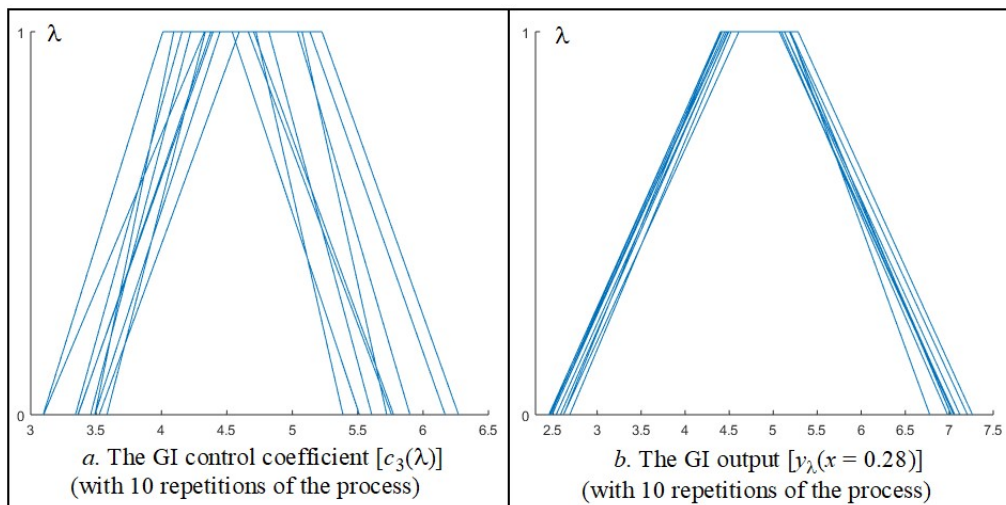 1 λ
0
3 3.5 4 4.5 5 5.5 6 6.5
a. The GI control coefficient [c₃(λ)]
(with 10 repetitions of the process)
1 λ
0
2.5 3 3.5 4 4.5 5 5.5 6 6.5 7 7.5
b. The GI output [y_λ(x = 0.28)]
(with 10 repetitions of the process)